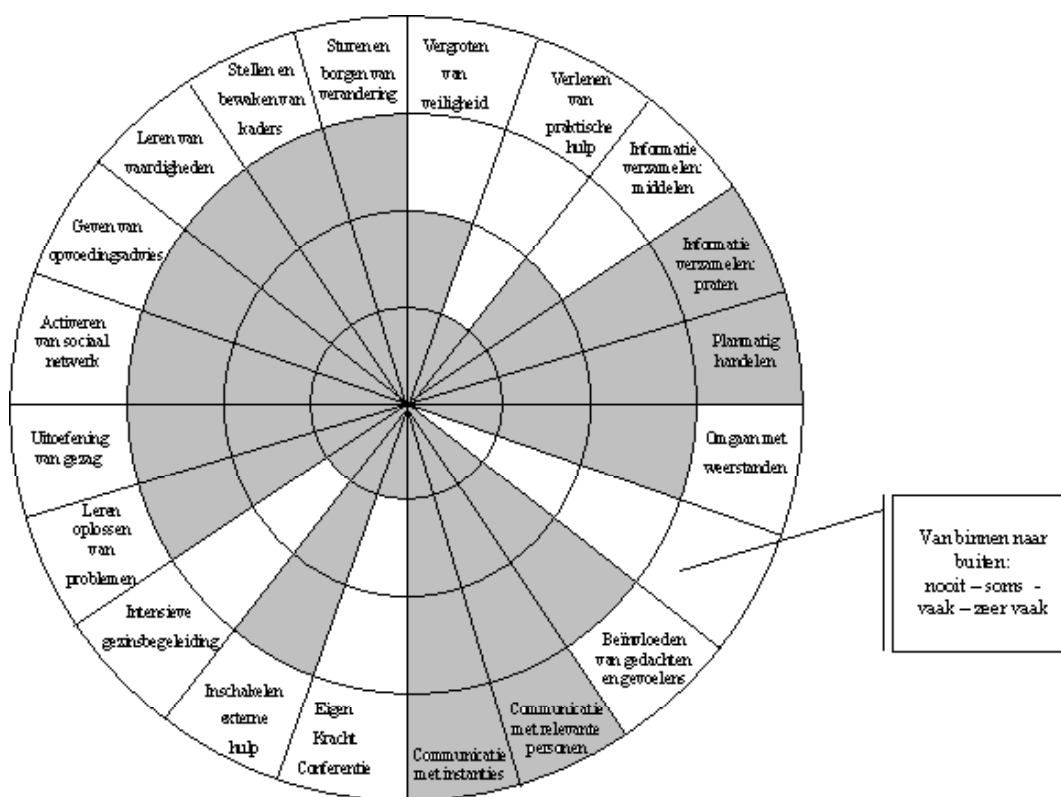 Sturen en
borgen van
verandering
Vergroten
van
veiligheid
Verlenen
van
praktische
hulp
Informatie
verzamelen:
middelen
Informatie
verzamelen:
praten
Planmatig
handelen
Omgaan met
weerstanden
Beïnvloeden
van gedachten
en gevoelens
Communicatie
met relevante
personen
Communicatie
met instanties
Eigen
Kracht
Conferentie
Inschakelen
externe
hulp
Intensieve
gezinsbegeleiding
Leren
oplossen
van
problemen
Uitoefening
van gezag
Activeren
van sociaal
netwerk
Geven van
opvoedingsadvies
Leren van
vaardigheden
Stellen en
bewaken van
kaders
Van binnen naar
buiten:
nooit – soms -
vaak – zeer vaak